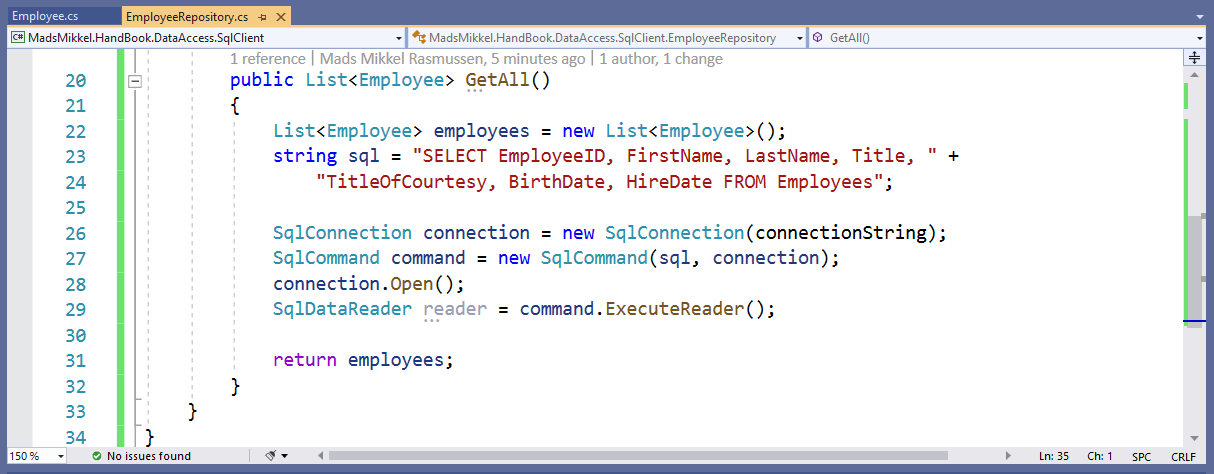 Employee.cs EmployeeRepository.cs
C# MadsMikkel.HandBook.DataAccess.SqlClient MadsMikkel.HandBook.DataAccess.SqlClient.EmployeeRepository GetAll()
1 reference | Mads Mikkel Rasmussen, 5 minutes ago | 1 author, 1 change
20 public List<Employee> GetAll()
21 {
22 List<Employee> employees = new List<Employee>();
23 string sql = "SELECT EmployeeID, FirstName, LastName, Title, " +
24 "TitleOfCourtesy, BirthDate, HireDate FROM Employees";
25
26 SqlConnection connection = new SqlConnection(connectionString);
27 SqlCommand command = new SqlCommand(sql, connection);
28 connection.Open();
29 SqlDataReader reader = command.ExecuteReader();
30
31 return employees;
32 }
33 }
34 }
150 % No issues found Ln: 35 Ch: 1 SPC CRLF